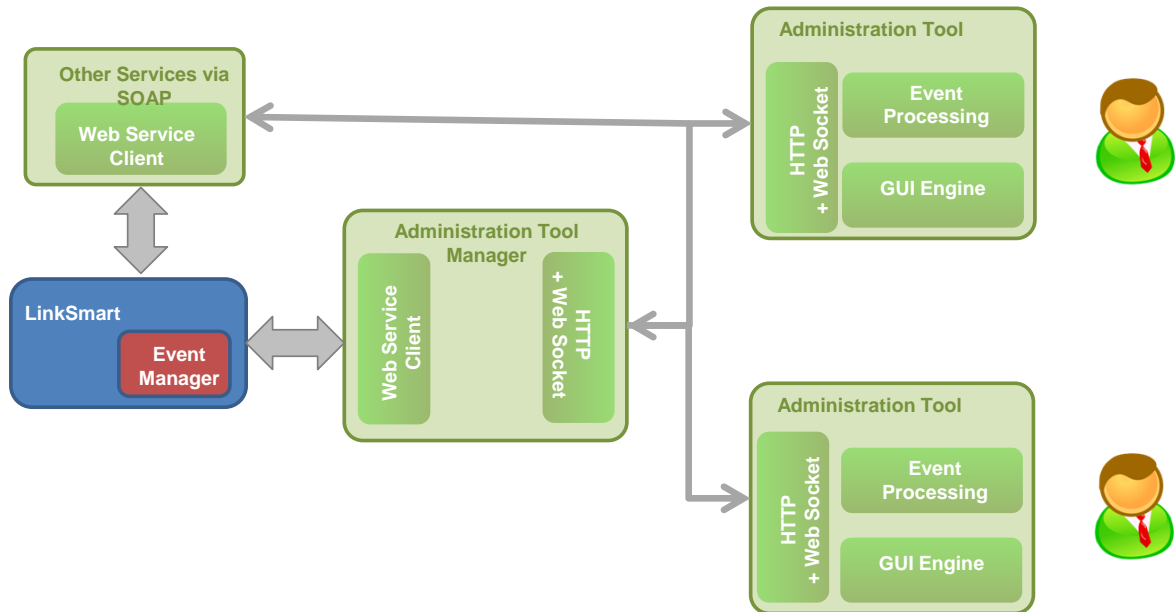 Other Services via
SOAP
Web Service
Client
LinkSmart
Event
Manager
Administration Tool
Manager
Web Service
Client
HTTP
+ Web Socket
Administration Tool
HTTP
+ Web Socket
Event
Processing
GUI Engine
Administration Tool
HTTP
+ Web Socket
Event
Processing
GUI Engine